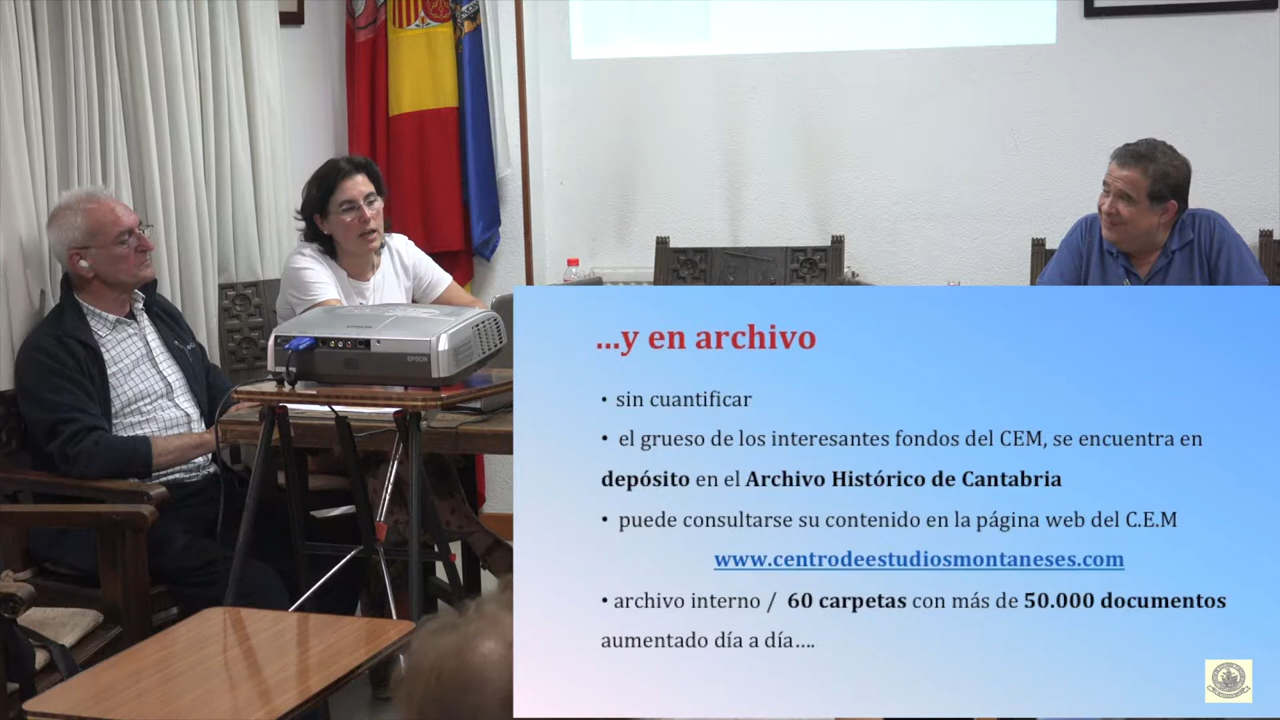 EPSON
...y en archivo
• sin cuantificar
• el grueso de los interesantes fondos del CEM, se encuentra en
depósito en el Archivo Histórico de Cantabria
• puede consultarse su contenido en la página web del C.E.M
www.centrodeestudiosmontaneses.com
• archivo interno / 60 carpetas con más de 50.000 documentos
aumentado día a día....